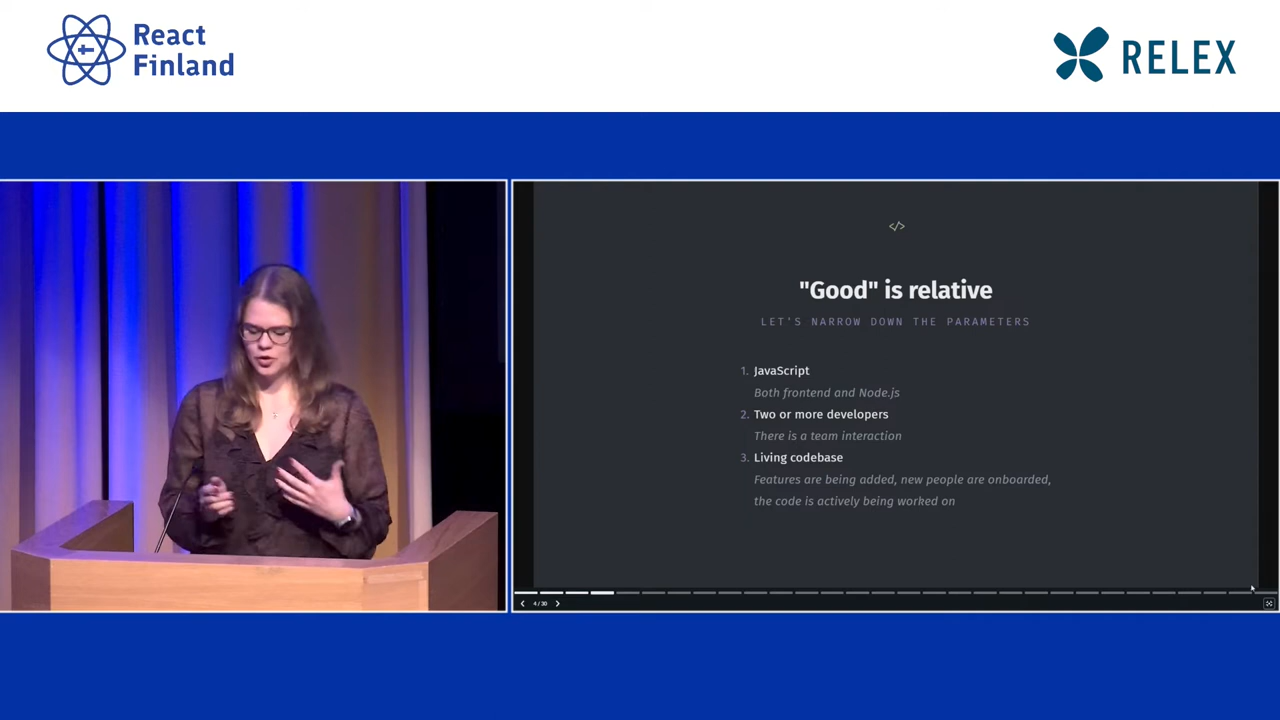 React
Finland
RELEX
</>
"Good" is relative
LET'S NARROW DOWN THE PARAMETERS
1. JavaScript
Both frontend and Node.js
2. Two or more developers
There is a team interaction
3. Living codebase
Features are being added, new people are onboarded,
the code is actively being worked on
4 / 30